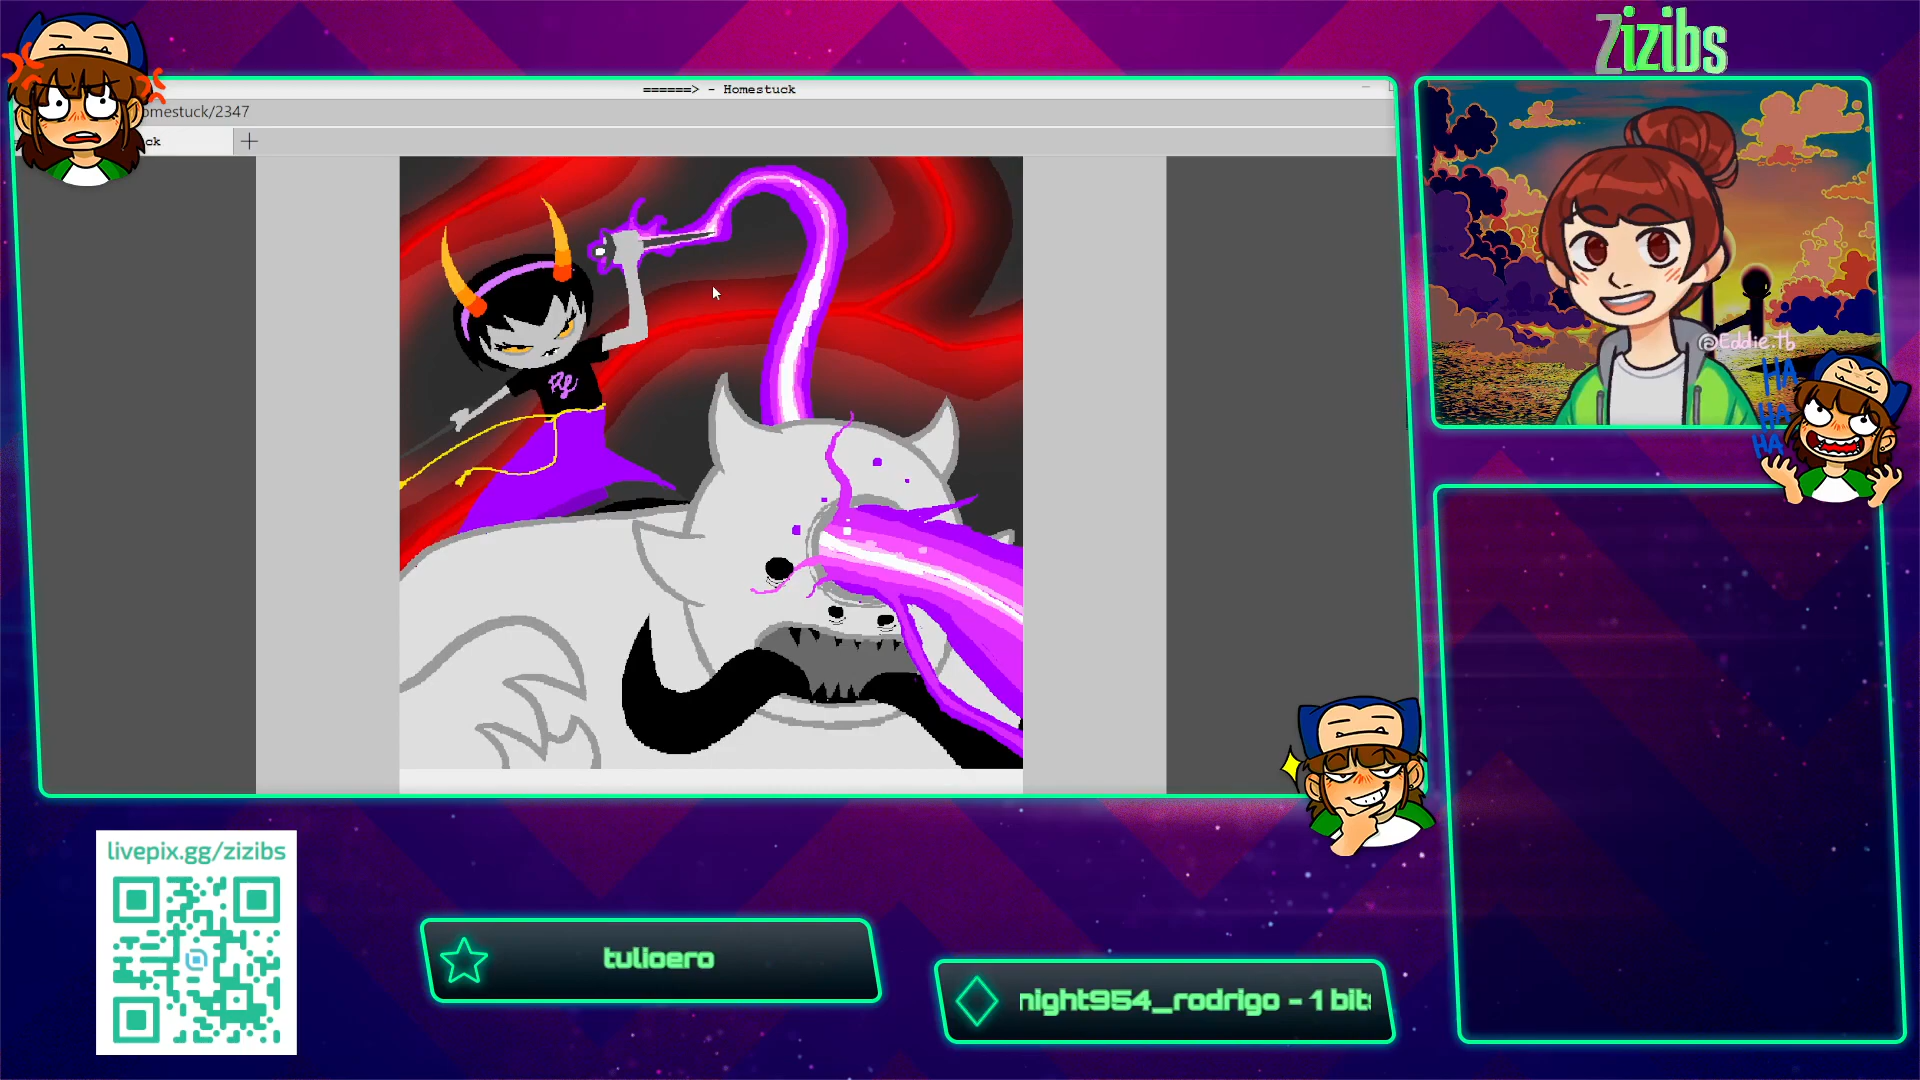 Zizibs
======> - Homestuck
omestuck/2347
ck
@Eddie.tb
HA
HA
HA
livepix.gg/zizibs
tulioero
night954_rodrigo - 1 bit